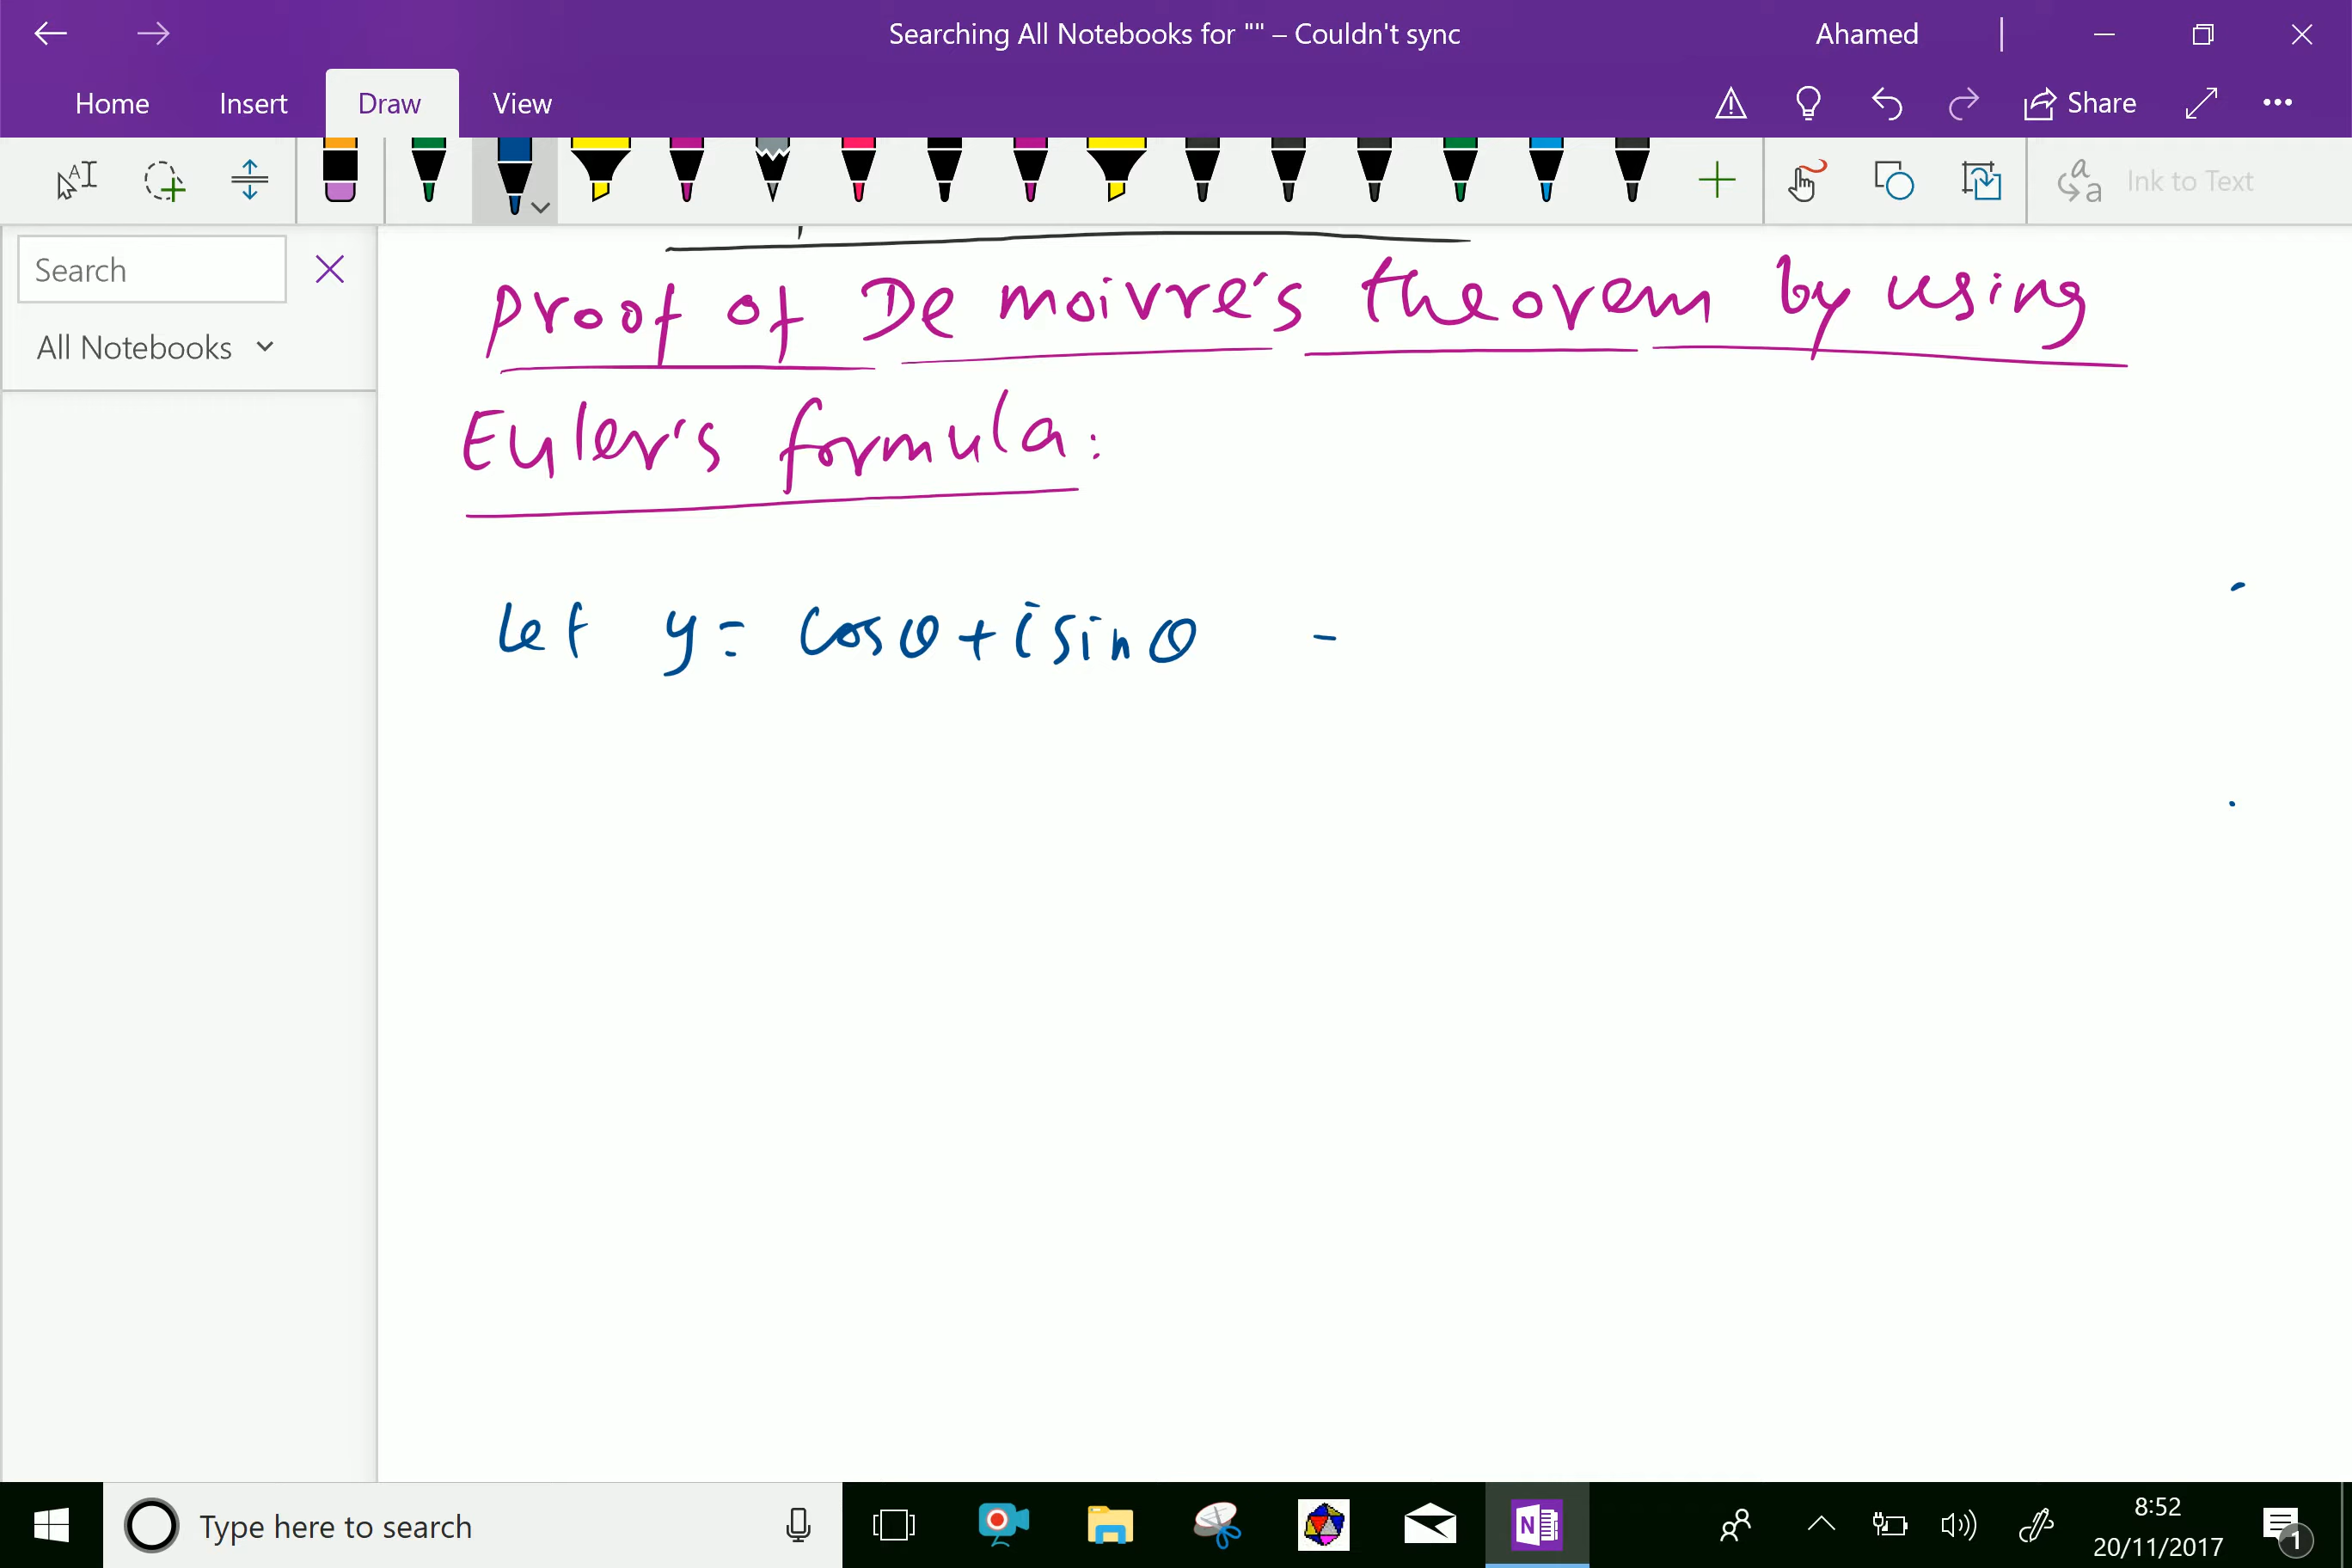 Searching All Notebooks for "" – Couldn't sync
Ahamed
Home Insert Draw View
Share
Ink to Text
Search
All Notebooks
Proof of De moivre's theorem by using
Euler's formula:
let y = cosθ + i sinθ -
Type here to search
8:52
20/11/2017
1